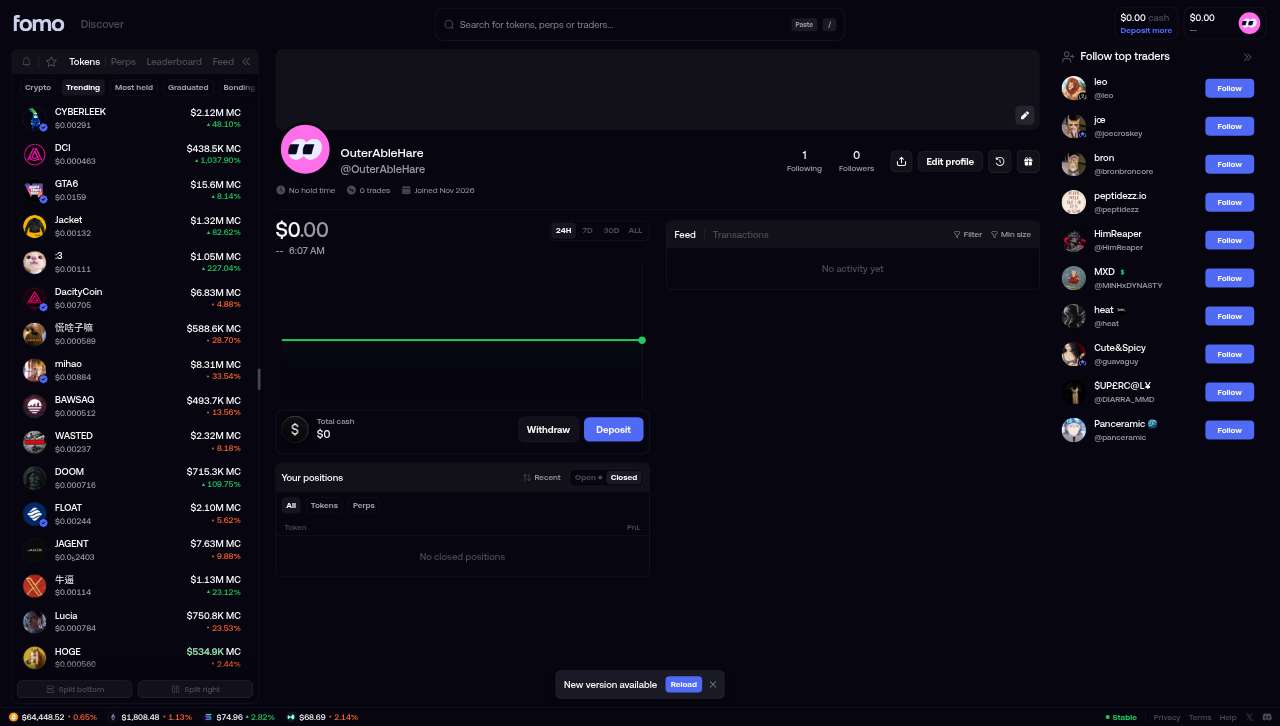 fomo Discover
Search for tokens, perps or traders... Paste /
$0.00 cash
Deposit more
$0.00
—
Tokens Perps Leaderboard Feed
Crypto Trending Most held Graduated Bonding
CYBERLEEK $2.12M MC
$0.00291 48.10%
DCI $438.5K MC
$0.000463 1,037.90%
GTA6 $15.6M MC
$0.0159 8.14%
Jacket $1.32M MC
$0.00132 82.62%
:3 $1.05M MC
$0.00111 227.04%
DacityCoin $6.83M MC
$0.00705 4.88%
慌啥子嘛 $588.6K MC
$0.000589 28.70%
mihao $8.31M MC
$0.00884 33.54%
BAWSAQ $493.7K MC
$0.000512 13.56%
WASTED $2.32M MC
$0.00237 8.18%
DOOM $715.3K MC
$0.000716 109.75%
FLOAT $2.10M MC
$0.00244 5.62%
JAGENT $7.63M MC
$0.0₅2403 9.88%
牛逼 $1.13M MC
$0.00114 23.12%
Lucia $750.8K MC
$0.000784 23.53%
HOGE $534.9K MC
$0.000560 2.44%
Split bottom Split right
OuterAbleHare
@OuterAbleHare
1 Following
0 Followers
Edit profile
No hold time 0 trades Joined Nov 2026
$0.00
-- 6:07 AM
24H 7D 30D ALL
Total cash
$0
Withdraw Deposit
Your positions Recent Open Closed
All Tokens Perps
Token PnL
No closed positions
Feed Transactions Filter Min size
No activity yet
Follow top traders
leo
@leo
Follow
jœ
@joecroskey
Follow
bron
@bronbroncore
Follow
peptidezz.io
@peptidezz
Follow
HimReaper
@HimReaper
Follow
MXD
@MINHxDYNASTY
Follow
heat
@heat
Follow
Cute&Spicy
@guavaguy
Follow
$UP£RC@L¥
@DIARRA_MMD
Follow
Panceramic
@panceramic
Follow
New version available Reload
$64,448.52 0.65% $1,808.48 1.13% $74.96 2.82% $68.69 2.14%
Stable Privacy Terms Help